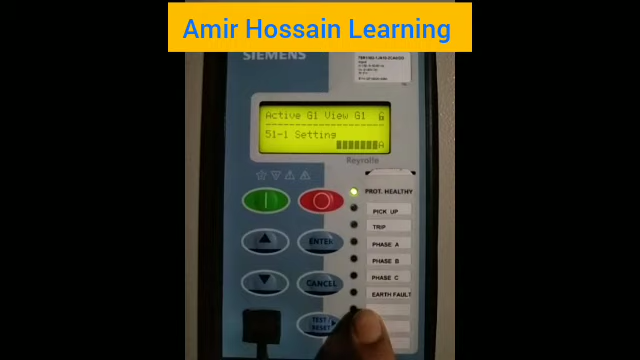 Amir Hossain Learning
SIEMENS
Active G1 View G1
51-1 Setting
A
Reyrolle
PROT. HEALTHY
PICK UP
TRIP
PHASE A
PHASE B
PHASE C
EARTH FAULT
ENTER
CANCEL
TEST/
RESET